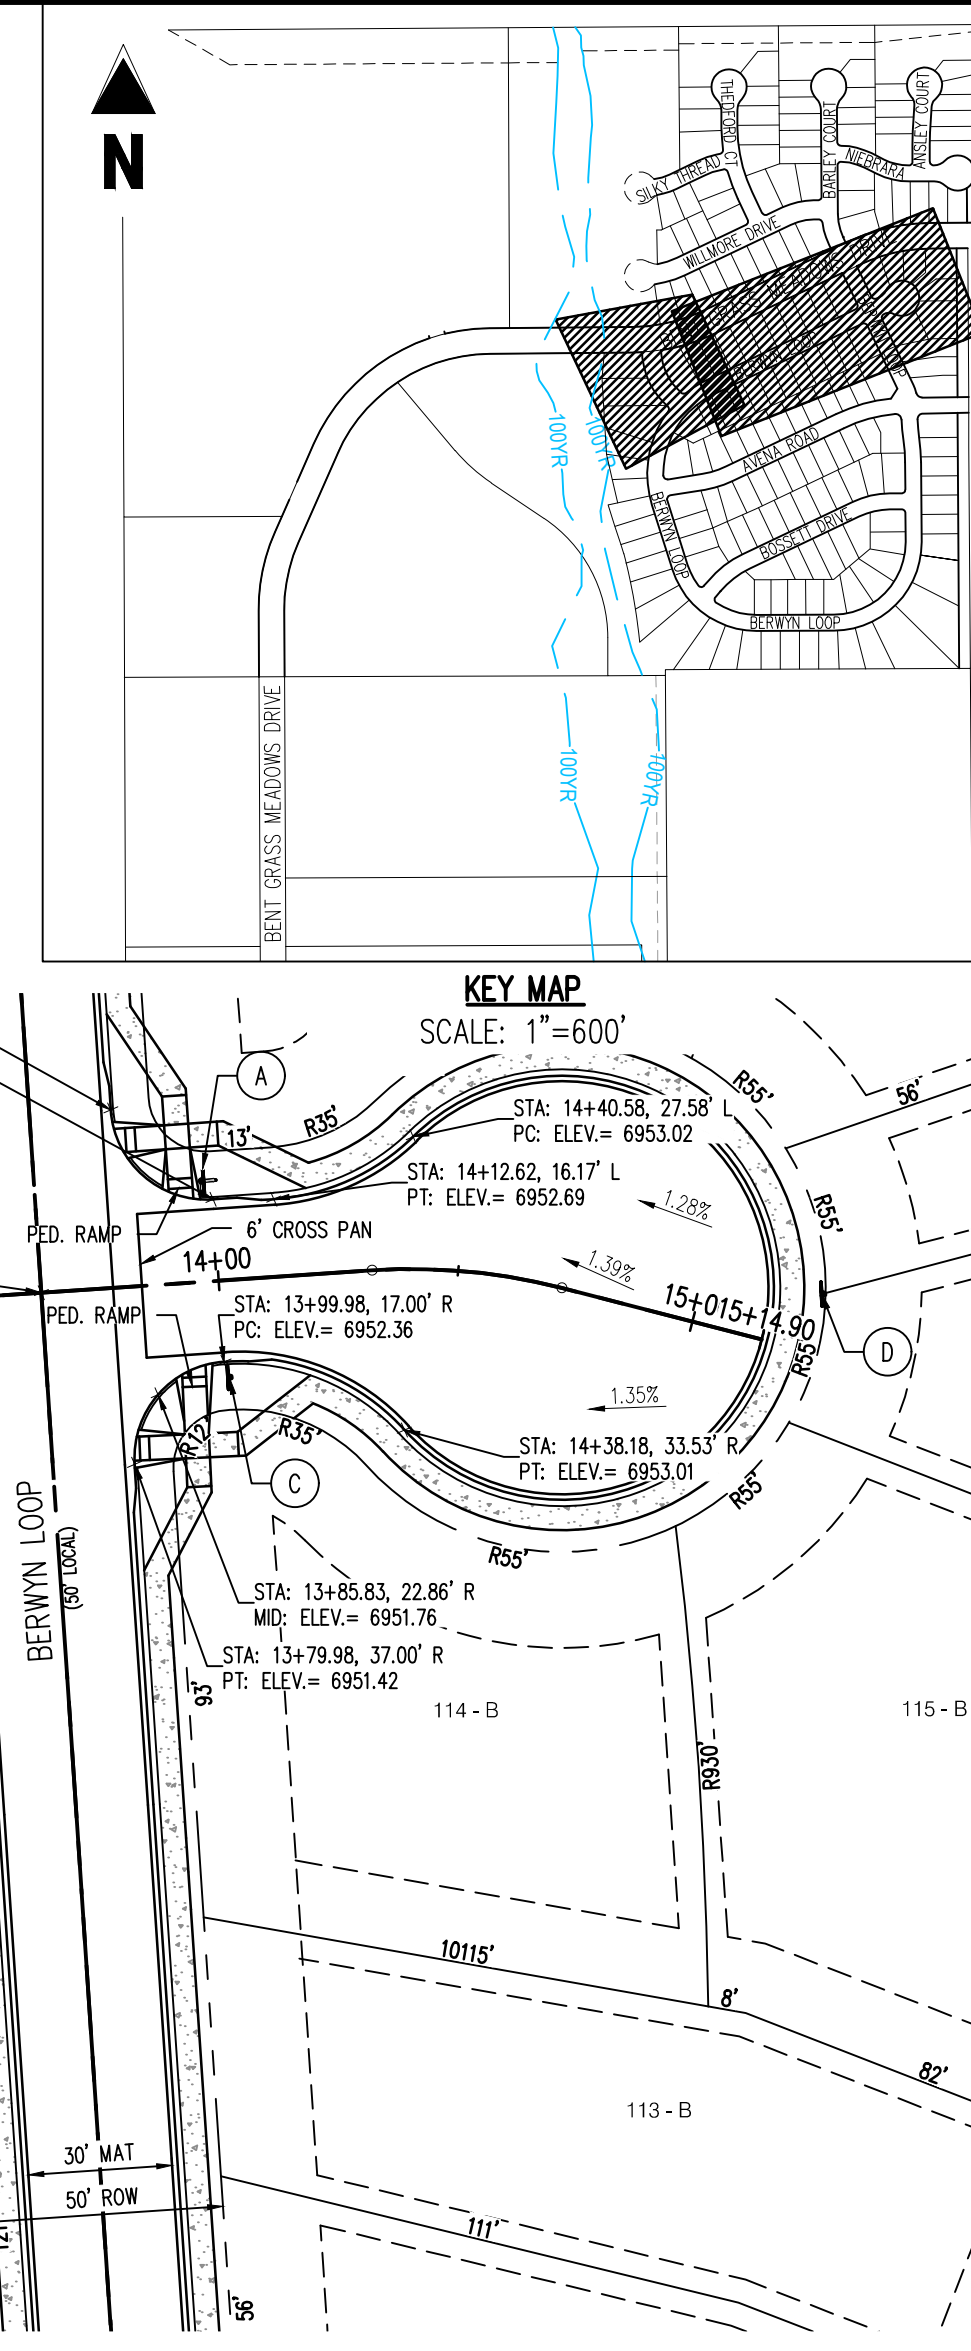 N
THEDFORD CT
BARLEY COURT
ANSLEY COURT
NIEBRARA
SILKY THREAD
WILLMORE DRIVE
GRASS MEADOWS DRIVE
BERWYN LOOP
BERWYN LOOP
100YR
100YR
AVENA ROAD
BERWYN LOOP
BOSSETT DRIVE
BERWYN LOOP
BENT GRASS MEADOWS DRIVE
100YR
100YR
KEY MAP
SCALE: 1"=600'
A
R55'
56'
R35'
13'
STA: 14+40.58, 27.58' L
PC: ELEV.= 6953.02
STA: 14+12.62, 16.17' L
PT: ELEV.= 6952.69
1.28%
R55'
PED. RAMP
6' CROSS PAN
14+00
1.39%
PED. RAMP
STA: 13+99.98, 17.00' R
PC: ELEV.= 6952.36
15+015+14.90
R55'
D
1.35%
R12'
R35'
STA: 14+38.18, 33.53' R
PT: ELEV.= 6953.01
C
R55'
R55'
BERWYN LOOP
(50' LOCAL)
STA: 13+85.83, 22.86' R
MID: ELEV.= 6951.76
STA: 13+79.98, 37.00' R
PT: ELEV.= 6951.42
93'
114 - B
115 - B
R930'
10115'
8'
82'
113 - B
30' MAT
50' ROW
111'
121'
56'